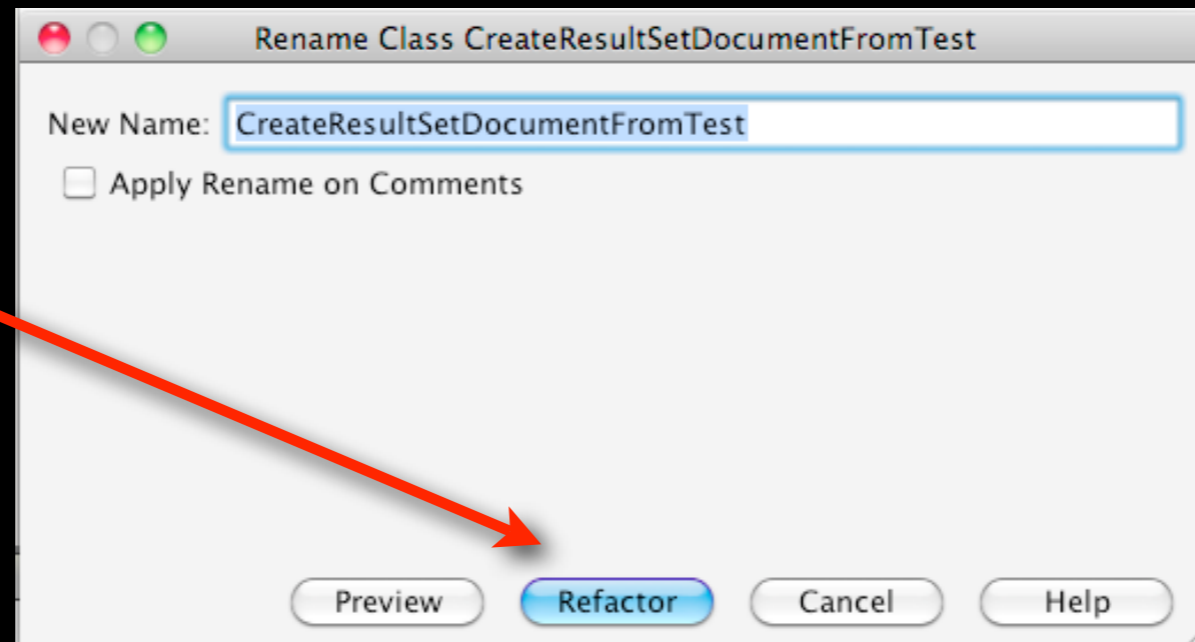 Rename Class CreateResultSetDocumentFromTest
New Name: CreateResultSetDocumentFromTest
Apply Rename on Comments
Preview Refactor Cancel Help